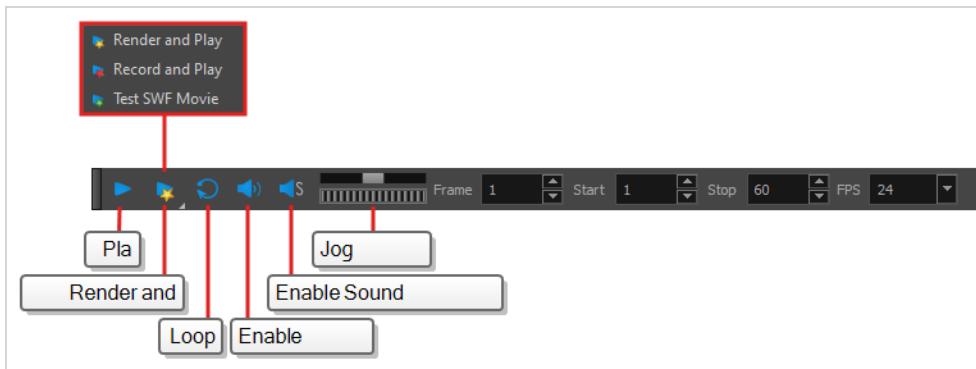 Render and Play
Record and Play
Test SWF Movie
S
Frame 1 Start 1 Stop 60 FPS 24
Pla
Jog
Render and
Enable Sound
Loop
Enable